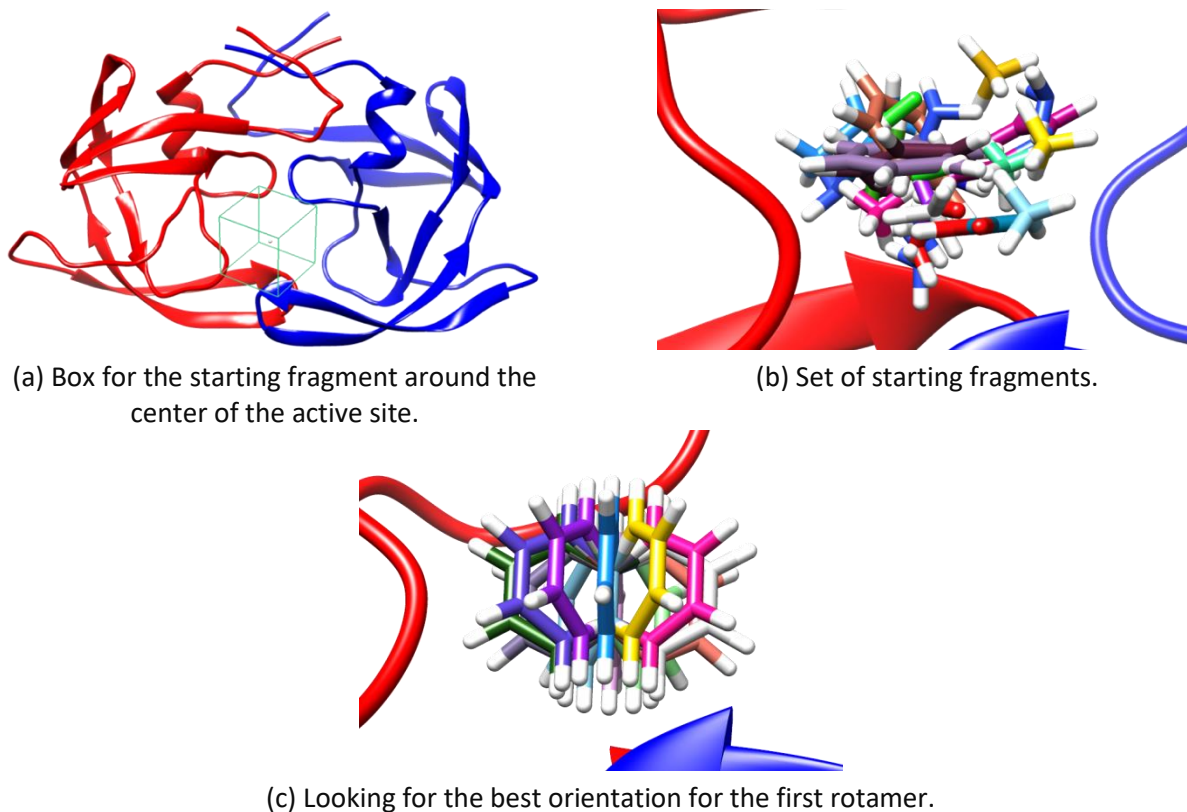 (a) Box for the starting fragment around the
center of the active site.
(b) Set of starting fragments.
(c) Looking for the best orientation for the first rotamer.